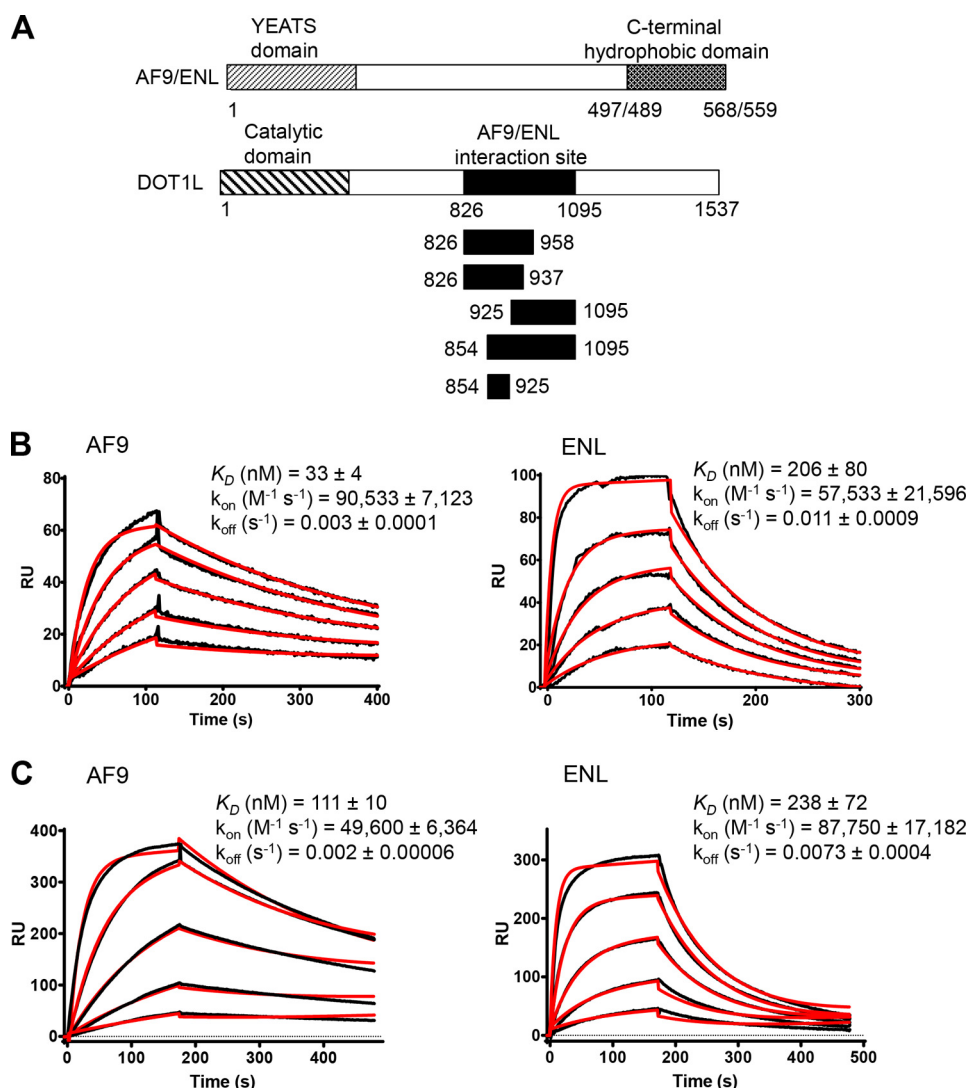 A
YEATS
domain
C-terminal
hydrophobic domain
AF9/ENL
1
497/489
568/559
Catalytic
domain
AF9/ENL
interaction site
DOT1L
1
826
1095
1537
826
958
826
937
925
1095
854
1095
854
925
B
AF9
K_D (nM) = 33 ± 4
k_on (M⁻¹ s⁻¹) = 90,533 ± 7,123
k_off (s⁻¹) = 0.003 ± 0.0001
80
60
40
20
0
RU
0 100 200 300 400
Time (s)
ENL
K_D (nM) = 206 ± 80
k_on (M⁻¹ s⁻¹) = 57,533 ± 21,596
k_off (s⁻¹) = 0.011 ± 0.0009
100
80
60
40
20
0
RU
0 100 200 300
Time (s)
C
AF9
K_D (nM) = 111 ± 10
k_on (M⁻¹ s⁻¹) = 49,600 ± 6,364
k_off (s⁻¹) = 0.002 ± 0.00006
400
300
200
100
0
RU
0 100 200 300 400
Time (s)
ENL
K_D (nM) = 238 ± 72
k_on (M⁻¹ s⁻¹) = 87,750 ± 17,182
k_off (s⁻¹) = 0.0073 ± 0.0004
300
200
100
0
RU
0 100 200 300 400 500
Time (s)